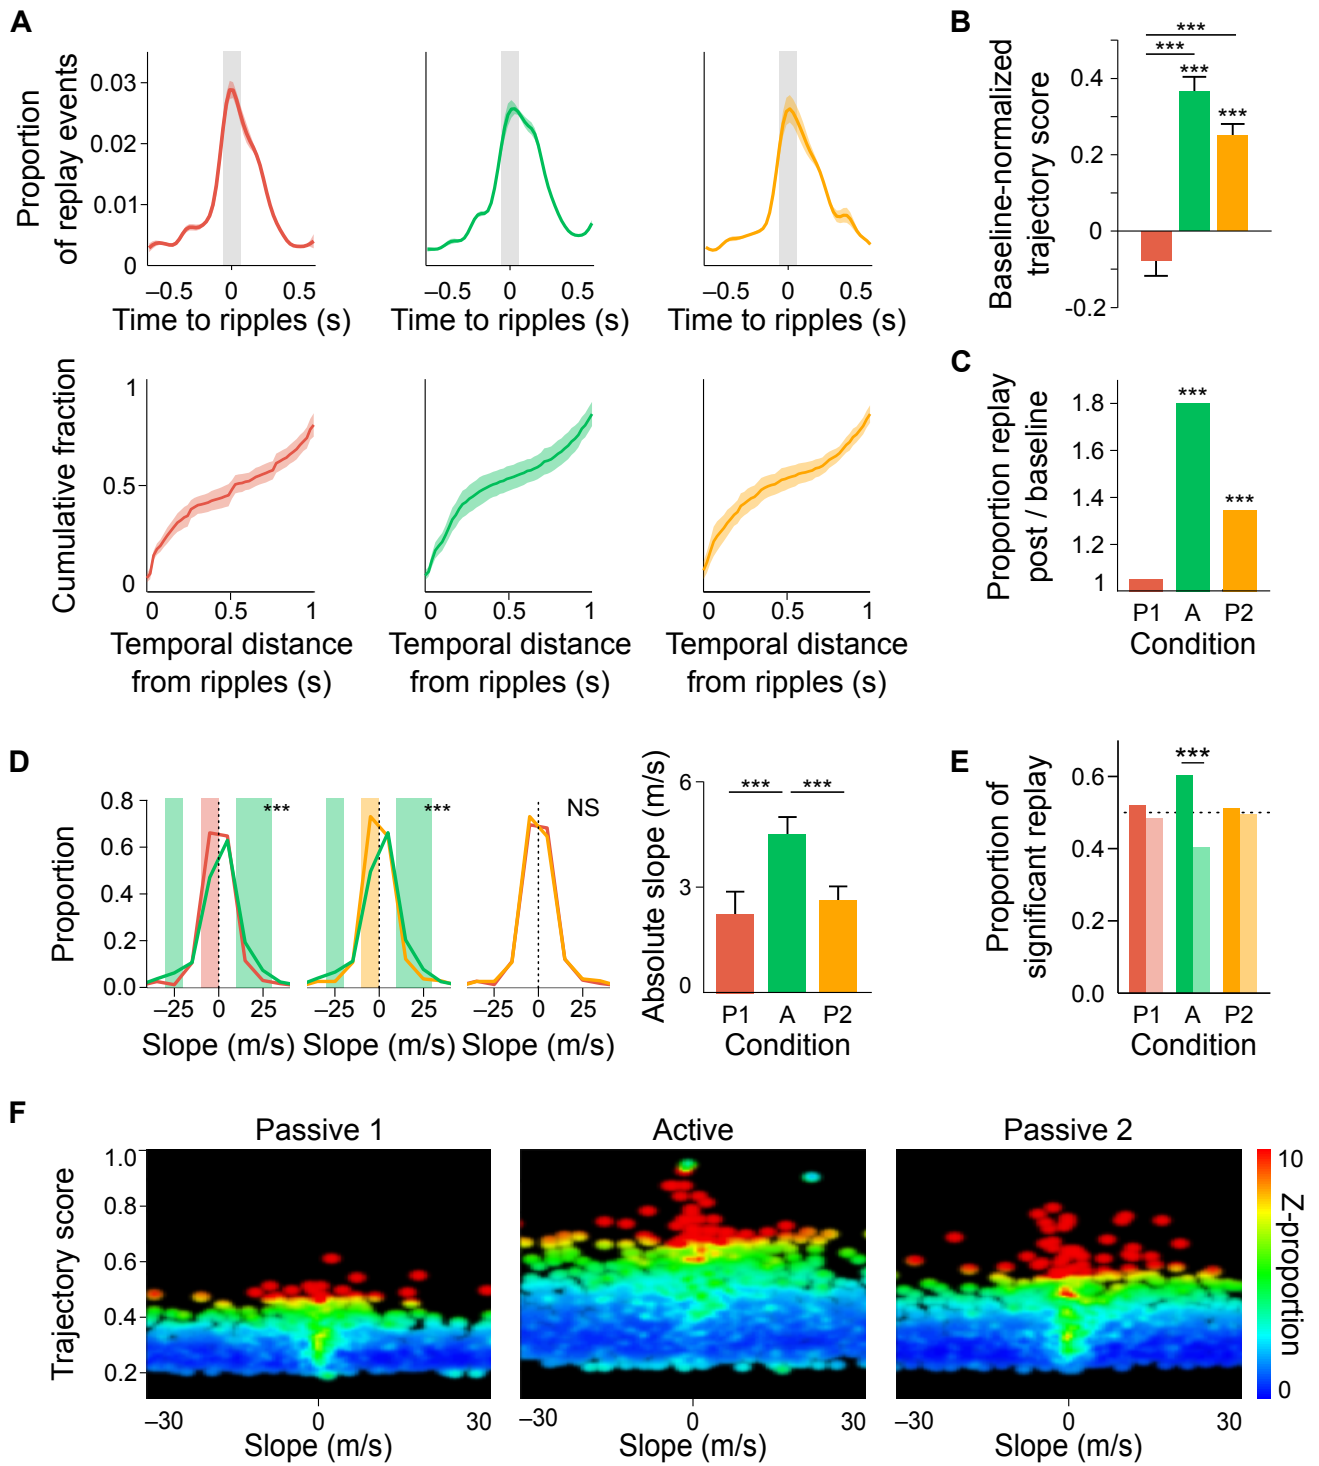 A
Proportion
of replay events
0.03
0.02
0.01
0
–0.5 0 0.5
Time to ripples (s)
–0.5 0 0.5
Time to ripples (s)
–0.5 0 0.5
Time to ripples (s)
Cumulative fraction
1
0.5
0
0 0.5 1
Temporal distance
from ripples (s)
0 0.5 1
Temporal distance
from ripples (s)
0 0.5 1
Temporal distance
from ripples (s)
B
Baseline-normalized
trajectory score
0.4
0.2
0
-0.2
***
***
***
***
C
Proportion replay
post / baseline
1.8
1.6
1.4
1.2
1
***
***
P1 A P2
Condition
D
Proportion
0.8
0.6
0.4
0.2
0.0
***
–25 0 25
Slope (m/s)
***
–25 0 25
Slope (m/s)
NS
–25 0 25
Slope (m/s)
Absolute slope (m/s)
6
3
0
*** ***
P1 A P2
Condition
E
Proportion of
significant replay
0.6
0.4
0.2
0.0
***
P1 A P2
Condition
F
Passive 1
Active
Passive 2
Trajectory score
1.0
0.8
0.6
0.4
0.2
–30 0 30
Slope (m/s)
–30 0 30
Slope (m/s)
–30 0 30
Slope (m/s)
10
Z-proportion
0